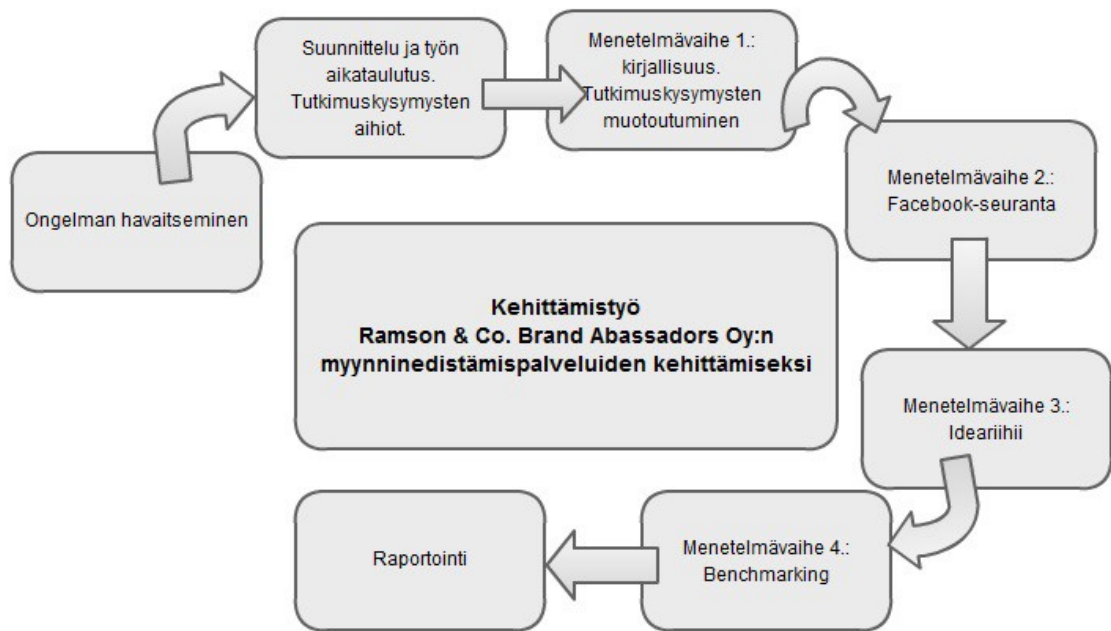 Ongelman havaitseminen
Suunnittelu ja työn
aikataulutus.
Tutkimuskysymysten
aihiot.
Menetelmävaihe 1.:
kirjallisuus.
Tutkimuskysymysten
muotoutuminen
Menetelmävaihe 2.:
Facebook-seuranta
Menetelmävaihe 3.:
Ideariihii
Menetelmävaihe 4.:
Benchmarking
Raportointi
Kehittämistyö
Ramson & Co. Brand Abassadors Oy:n
myynninedistämispalveluiden kehittämiseksi